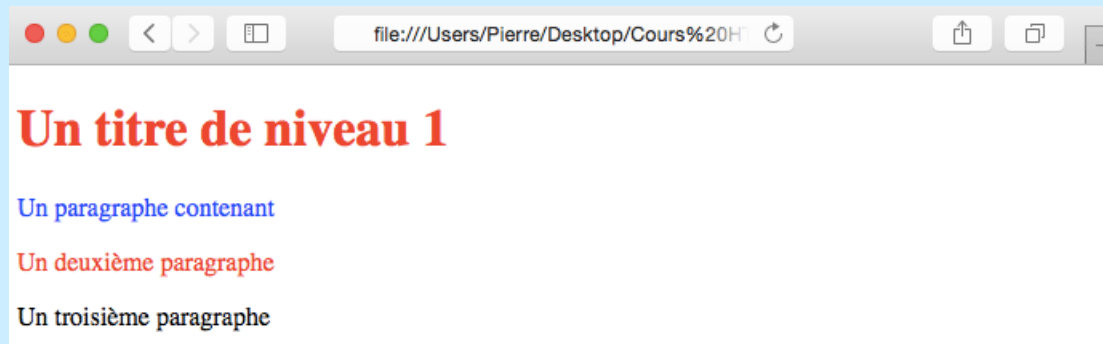 file:///Users/Pierre/Desktop/Cours%20H
Un titre de niveau 1
Un paragraphe contenant
Un deuxième paragraphe
Un troisième paragraphe